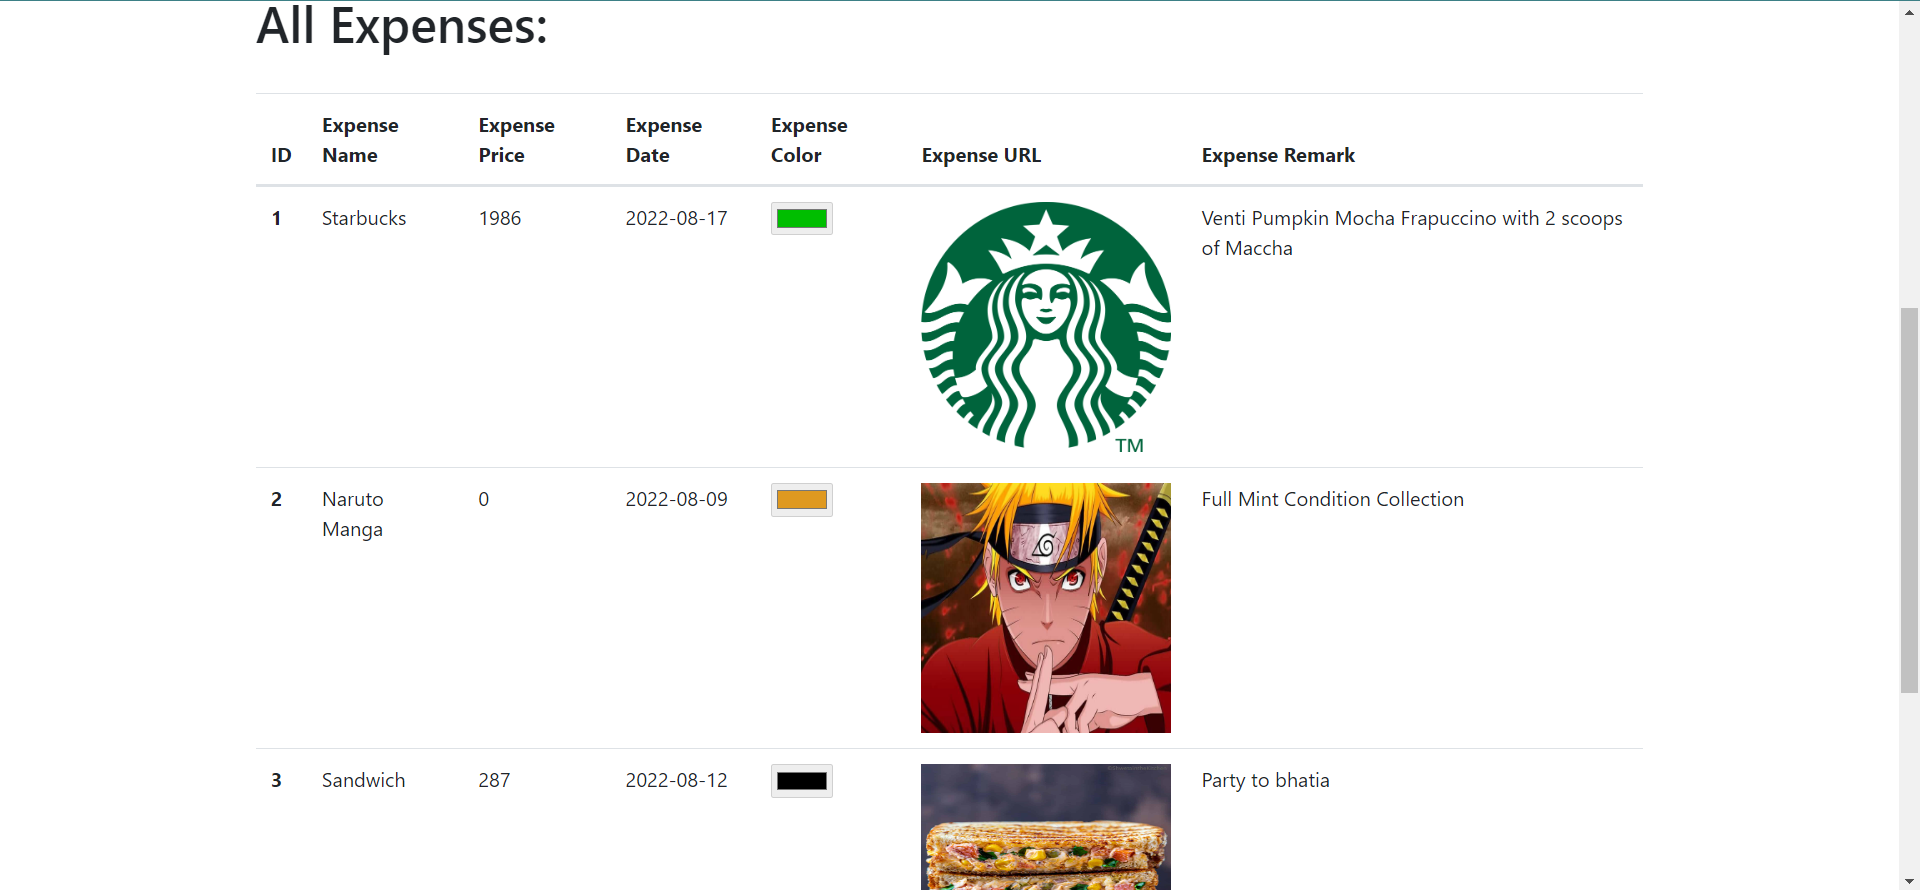 All Expenses:
ID
Expense
Name
Expense
Price
Expense
Date
Expense
Color
Expense URL
Expense Remark
1
Starbucks
1986
2022-08-17
TM
Venti Pumpkin Mocha Frapuccino with 2 scoops
of Maccha
2
Naruto
Manga
0
2022-08-09
Full Mint Condition Collection
3
Sandwich
287
2022-08-12
Party to bhatia